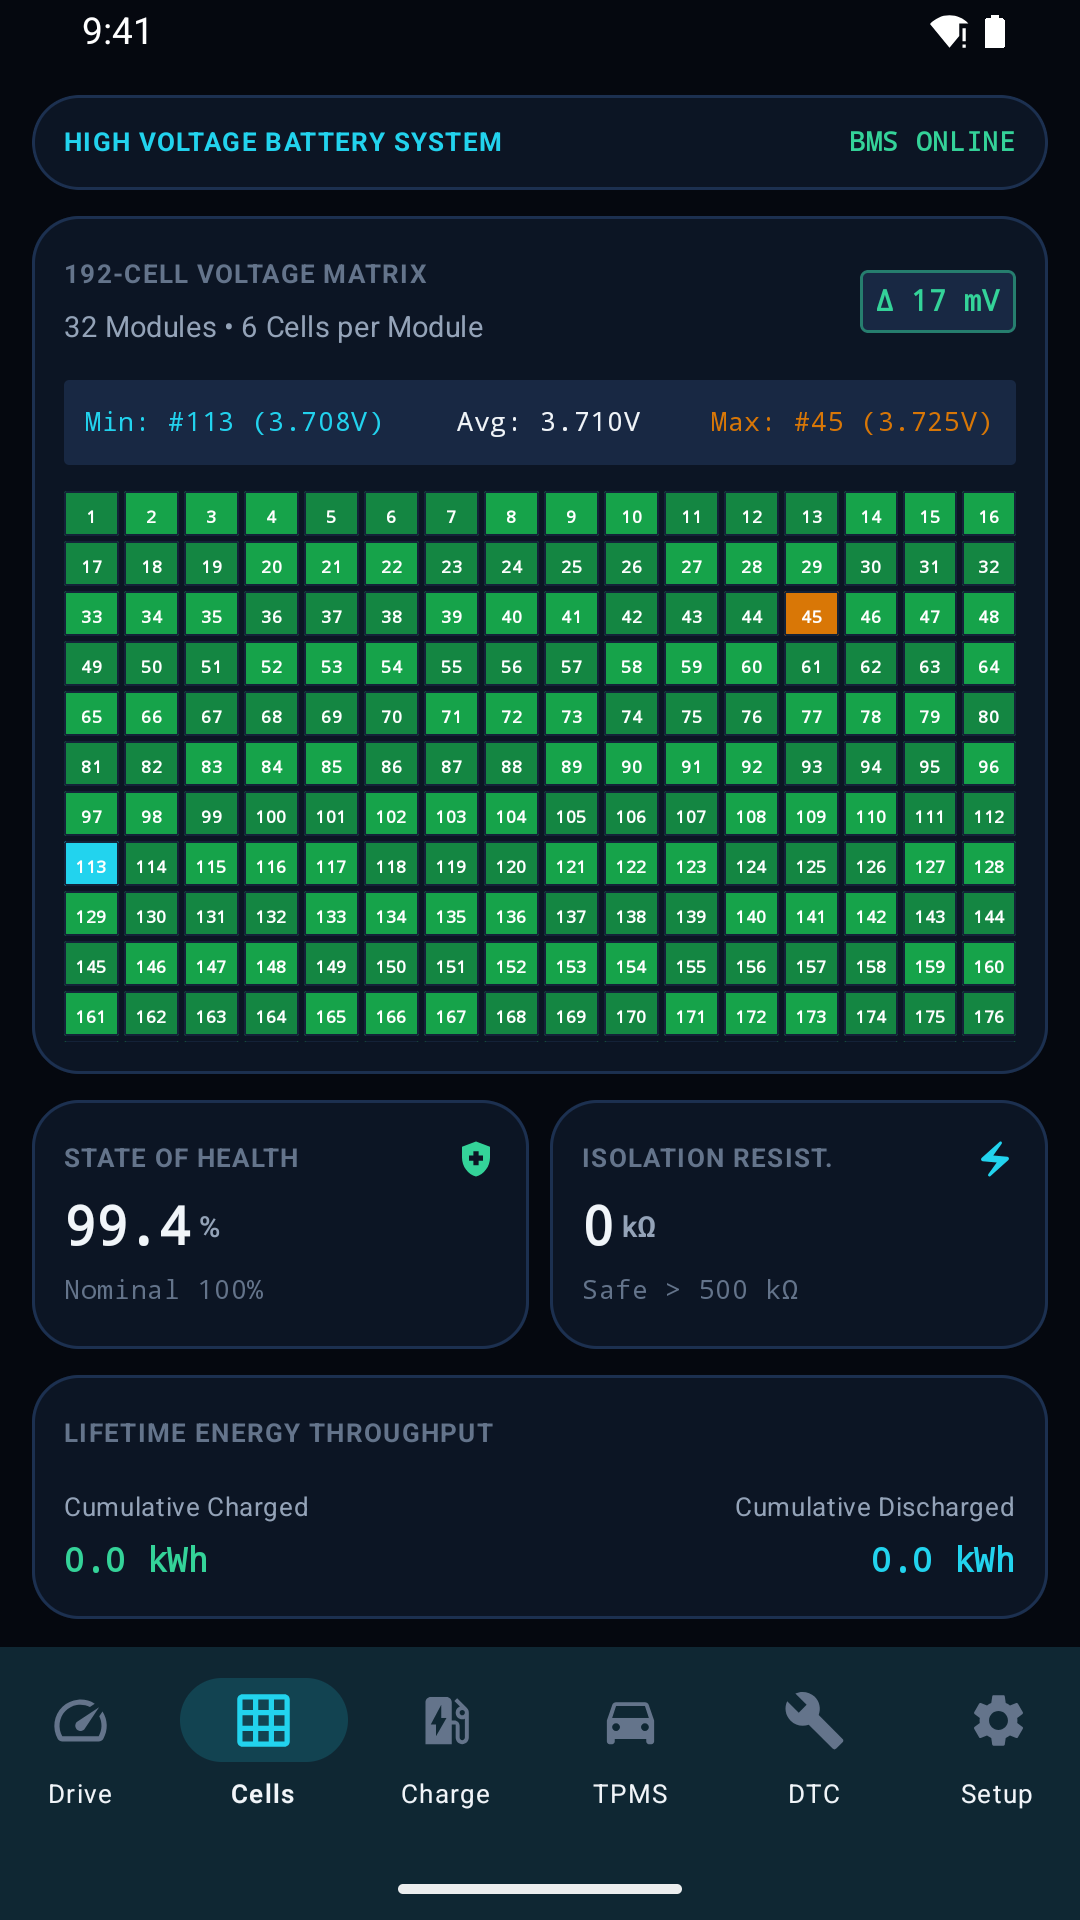 9:41
HIGH VOLTAGE BATTERY SYSTEM BMS ONLINE
192-CELL VOLTAGE MATRIX
32 Modules • 6 Cells per Module
Δ 17 mV
Min: #113 (3.708V) Avg: 3.710V Max: #45 (3.725V)
1 2 3 4 5 6 7 8 9 10 11 12 13 14 15 16
17 18 19 20 21 22 23 24 25 26 27 28 29 30 31 32
33 34 35 36 37 38 39 40 41 42 43 44 45 46 47 48
49 50 51 52 53 54 55 56 57 58 59 60 61 62 63 64
65 66 67 68 69 70 71 72 73 74 75 76 77 78 79 80
81 82 83 84 85 86 87 88 89 90 91 92 93 94 95 96
97 98 99 100 101 102 103 104 105 106 107 108 109 110 111 112
113 114 115 116 117 118 119 120 121 122 123 124 125 126 127 128
129 130 131 132 133 134 135 136 137 138 139 140 141 142 143 144
145 146 147 148 149 150 151 152 153 154 155 156 157 158 159 160
161 162 163 164 165 166 167 168 169 170 171 172 173 174 175 176
STATE OF HEALTH
99.4 %
Nominal 100%
ISOLATION RESIST.
0 kΩ
Safe > 500 kΩ
LIFETIME ENERGY THROUGHPUT
Cumulative Charged Cumulative Discharged
0.0 kWh 0.0 kWh
Drive Cells Charge TPMS DTC Setup